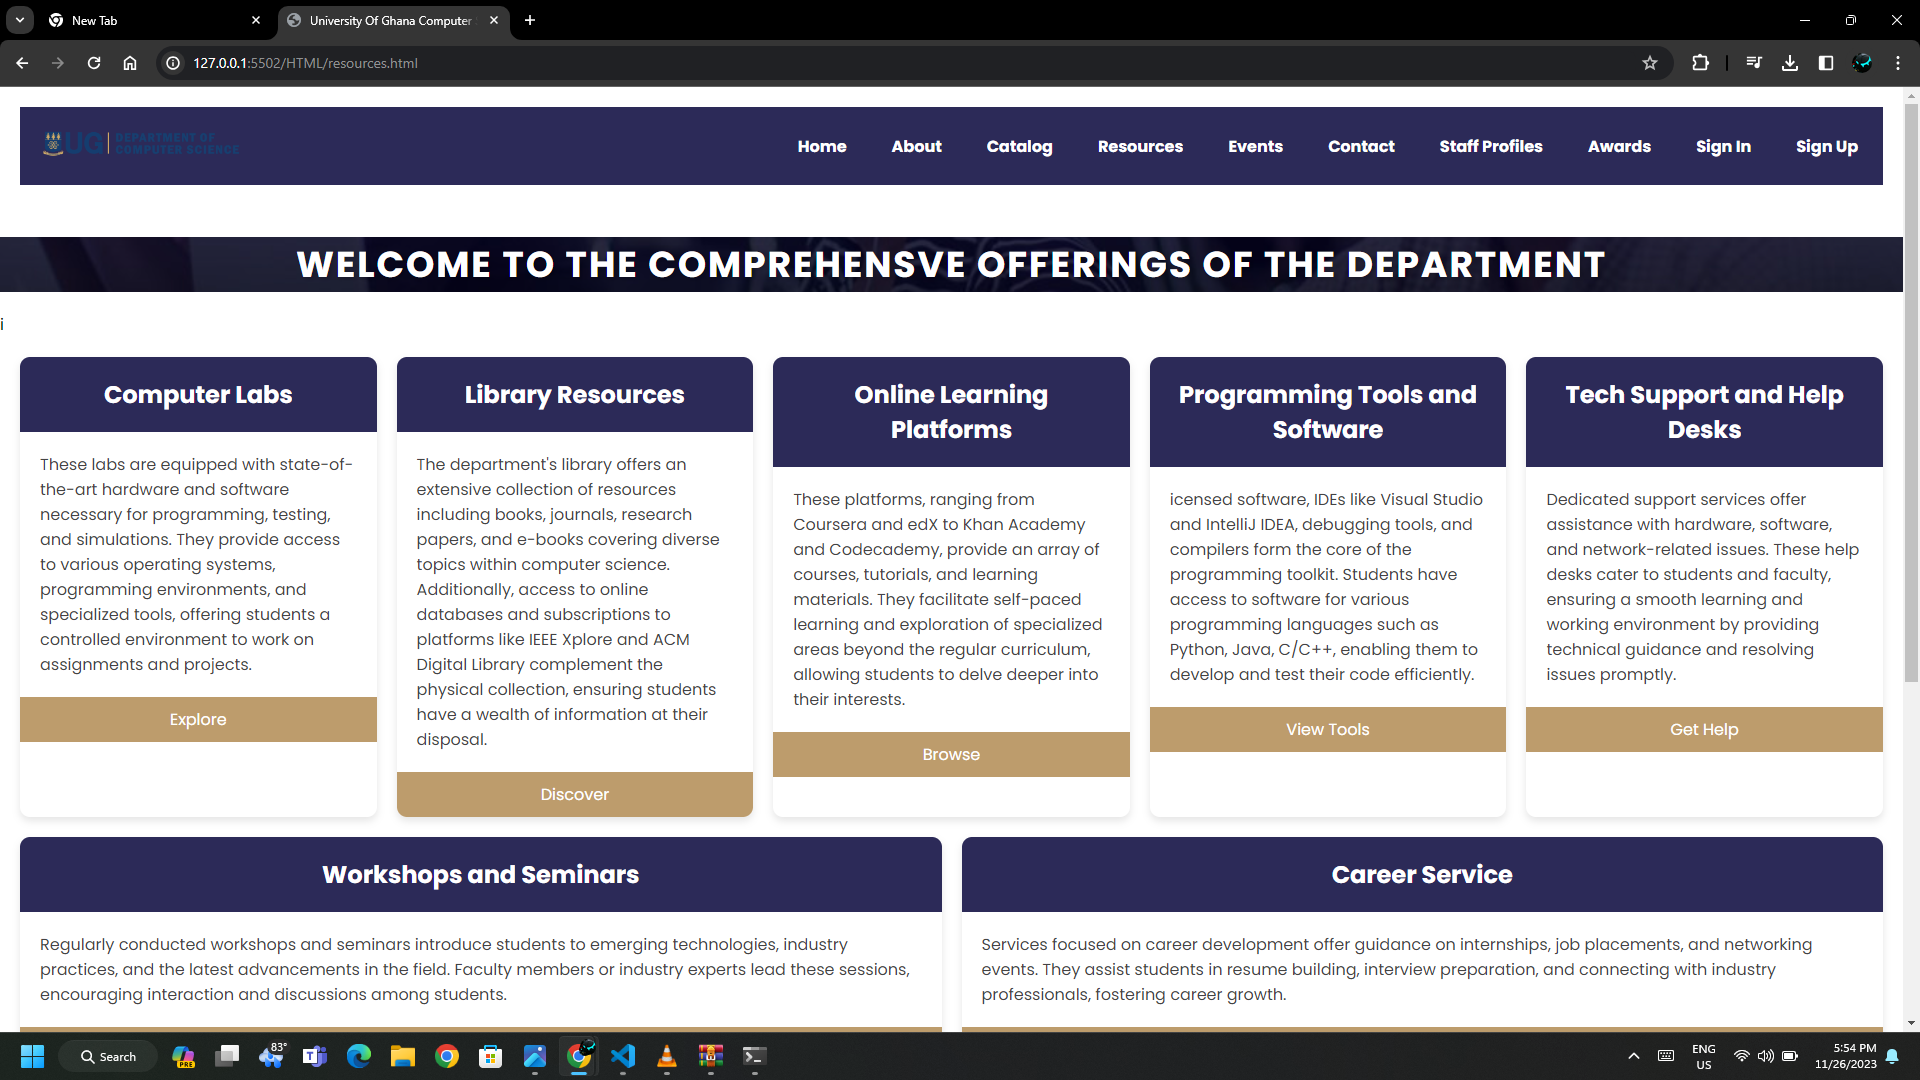 New Tab
University Of Ghana Computer
127.0.0.1:5502/HTML/resources.html
UG DEPARTMENT OF
COMPUTER SCIENCE
Home About Catalog Resources Events Contact Staff Profiles Awards Sign In Sign Up
WELCOME TO THE COMPREHENSVE OFFERINGS OF THE DEPARTMENT
i
Computer Labs
These labs are equipped with state-of-
the-art hardware and software
necessary for programming, testing,
and simulations. They provide access
to various operating systems,
programming environments, and
specialized tools, offering students a
controlled environment to work on
assignments and projects.
Explore
Library Resources
The department's library offers an
extensive collection of resources
including books, journals, research
papers, and e-books covering diverse
topics within computer science.
Additionally, access to online
databases and subscriptions to
platforms like IEEE Xplore and ACM
Digital Library complement the
physical collection, ensuring students
have a wealth of information at their
disposal.
Discover
Online Learning
Platforms
These platforms, ranging from
Coursera and edX to Khan Academy
and Codecademy, provide an array of
courses, tutorials, and learning
materials. They facilitate self-paced
learning and exploration of specialized
areas beyond the regular curriculum,
allowing students to delve deeper into
their interests.
Browse
Programming Tools and
Software
icensed software, IDEs like Visual Studio
and IntelliJ IDEA, debugging tools, and
compilers form the core of the
programming toolkit. Students have
access to software for various
programming languages such as
Python, Java, C/C++, enabling them to
develop and test their code efficiently.
View Tools
Tech Support and Help
Desks
Dedicated support services offer
assistance with hardware, software,
and network-related issues. These help
desks cater to students and faculty,
ensuring a smooth learning and
working environment by providing
technical guidance and resolving
issues promptly.
Get Help
Workshops and Seminars
Regularly conducted workshops and seminars introduce students to emerging technologies, industry
practices, and the latest advancements in the field. Faculty members or industry experts lead these sessions,
encouraging interaction and discussions among students.
Career Service
Services focused on career development offer guidance on internships, job placements, and networking
events. They assist students in resume building, interview preparation, and connecting with industry
professionals, fostering career growth.
Search
PRE
83°
ENG
US
5:54 PM
11/26/2023